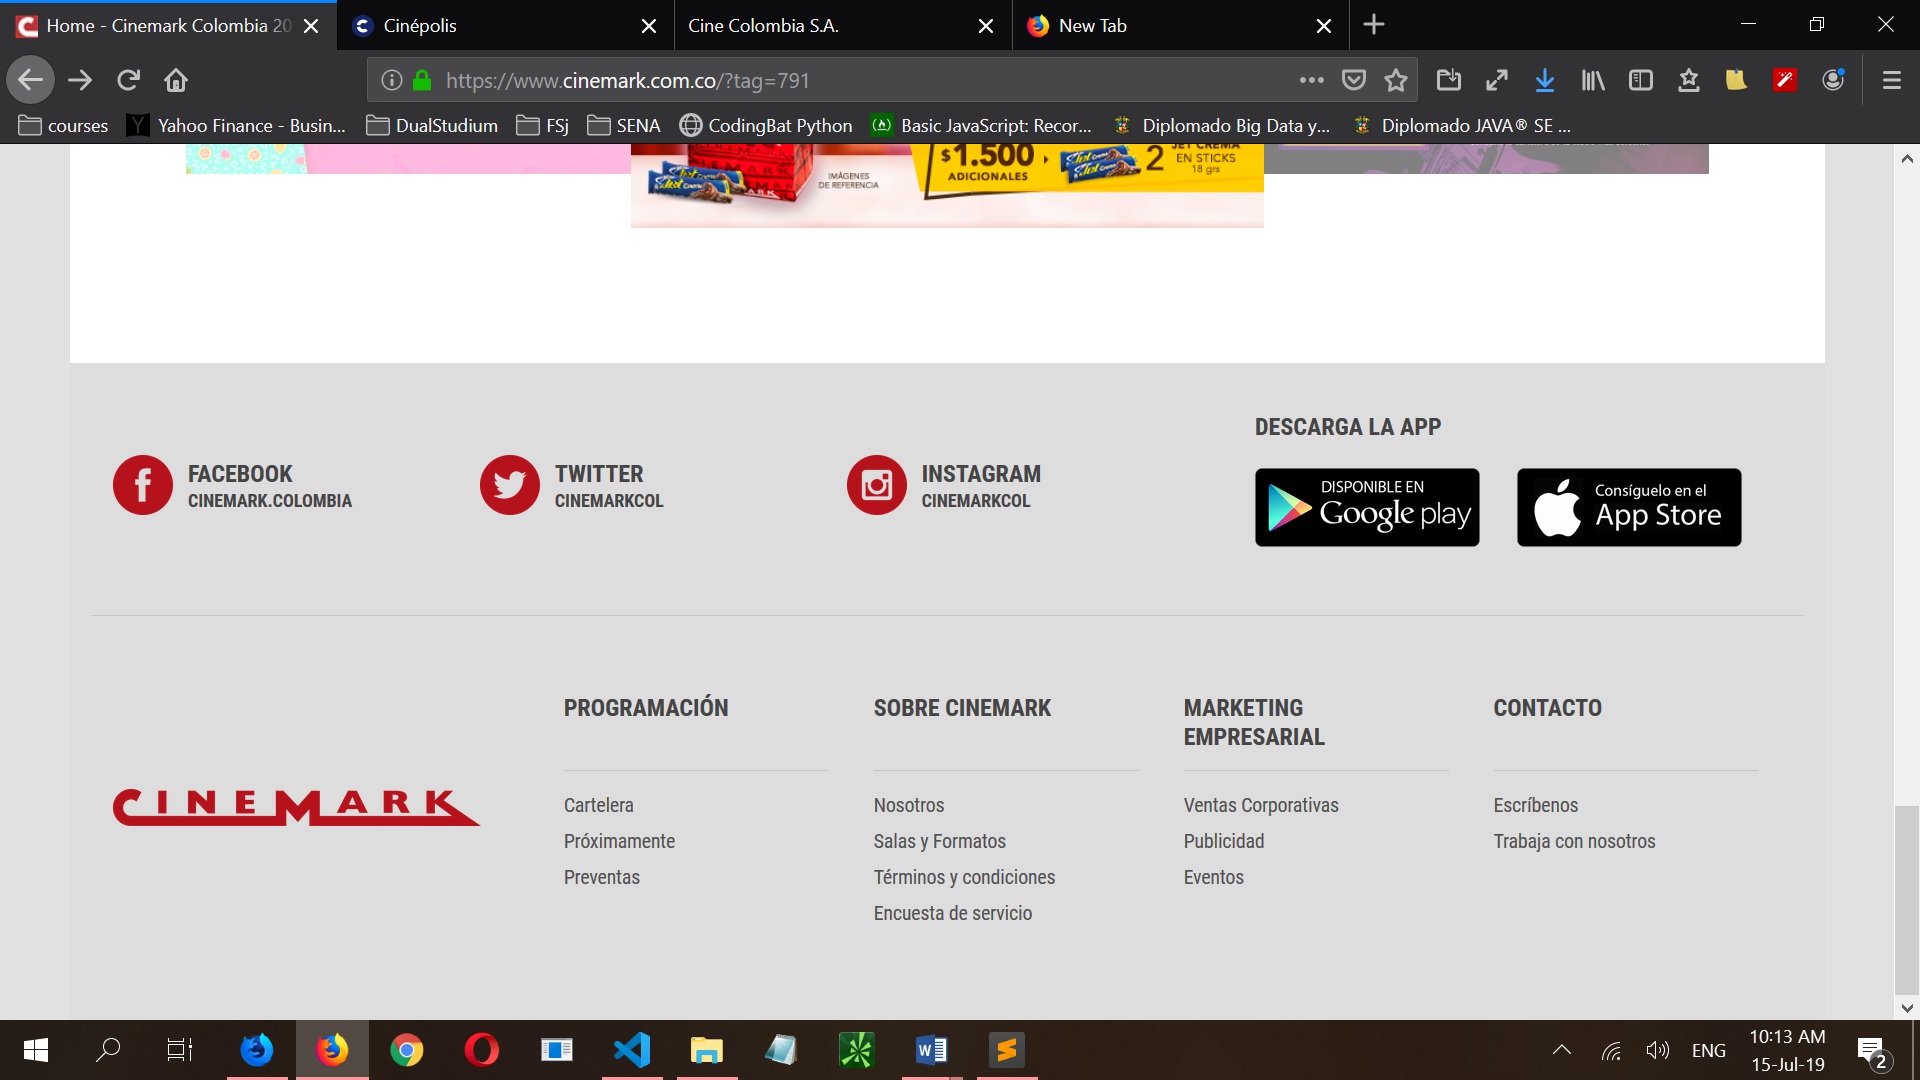 Home - Cinemark Colombia 20
Cinépolis
Cine Colombia S.A.
New Tab
https://www.cinemark.com.co/?tag=791
courses
Yahoo Finance - Busin...
DualStudium
FSj
SENA
CodingBat Python
Basic JavaScript: Recor...
Diplomado Big Data y...
Diplomado JAVA® SE ...
CINEMARK
IMÁGENES
DE REFERENCIA
$1.500
ADICIONALES
2
JET CREMA
EN STICKS
18 grs
DESCARGA LA APP
FACEBOOK
CINEMARK.COLOMBIA
TWITTER
CINEMARKCOL
INSTAGRAM
CINEMARKCOL
DISPONIBLE EN
Google play
Consíguelo en el
App Store
CINEMARK
PROGRAMACIÓN
Cartelera
Próximamente
Preventas
SOBRE CINEMARK
Nosotros
Salas y Formatos
Términos y condiciones
Encuesta de servicio
MARKETING
EMPRESARIAL
Ventas Corporativas
Publicidad
Eventos
CONTACTO
Escríbenos
Trabaja con nosotros
ENG
10:13 AM
15-Jul-19
2